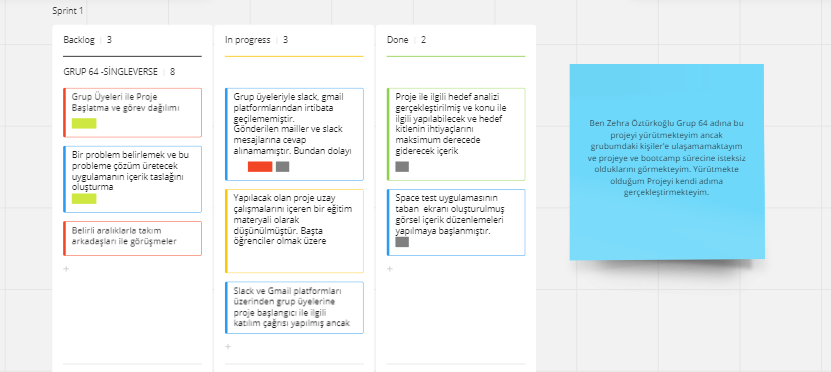 Sprint 1
Backlog 3
GRUP 64 -SİNGLEVERSE 8
Grup Üyeleri ile Proje
Başlatma ve görev dağılımı
Bir problem belirlemek ve bu
probleme çözüm üretecek
uygulamanın içerik taslağını
oluşturma
Belirli aralıklarla takım
arkadaşları ile görüşmeler
+
In progress 3
Grup üyeleriyle slack, gmail
platformlarından irtibata
geçilememiştir.
Gönderilen mailler ve slack
mesajlarına cevap
alınamamıştır. Bundan dolayı
Yapılacak olan proje uzay
çalışmalarını içeren bir eğitim
materyali olarak
düşünülmüştür. Başta
öğrenciler olmak üzere
Slack ve Gmail platformları
üzerinden grup üyelerine
proje başlangıcı ile ilgili
katılım çağrısı yapılmış ancak
+
Done 2
Proje ile ilgili hedef analizi
gerçekleştirilmiş ve konu ile
ilgili yapılabilecek ve hedef
kitlenin ihtiyaçlarını
maksimum derecede
giderecek içerik
Space test uygulamasının
taban ekranı oluşturulmuş
görsel içerik düzenlemeleri
yapılmaya başlanmıştır.
+
Ben Zehra Öztürkoğlu Grup 64 adına bu
projeyi yürütmekteyim ancak
grubumdaki kişiler'e ulaşamamaktayım
ve projeye ve bootcamp sürecine isteksiz
olduklarını görmekteyim. Yürütmekte
olduğum Projeyi kendi adıma
gerçekleştirmekteyim.